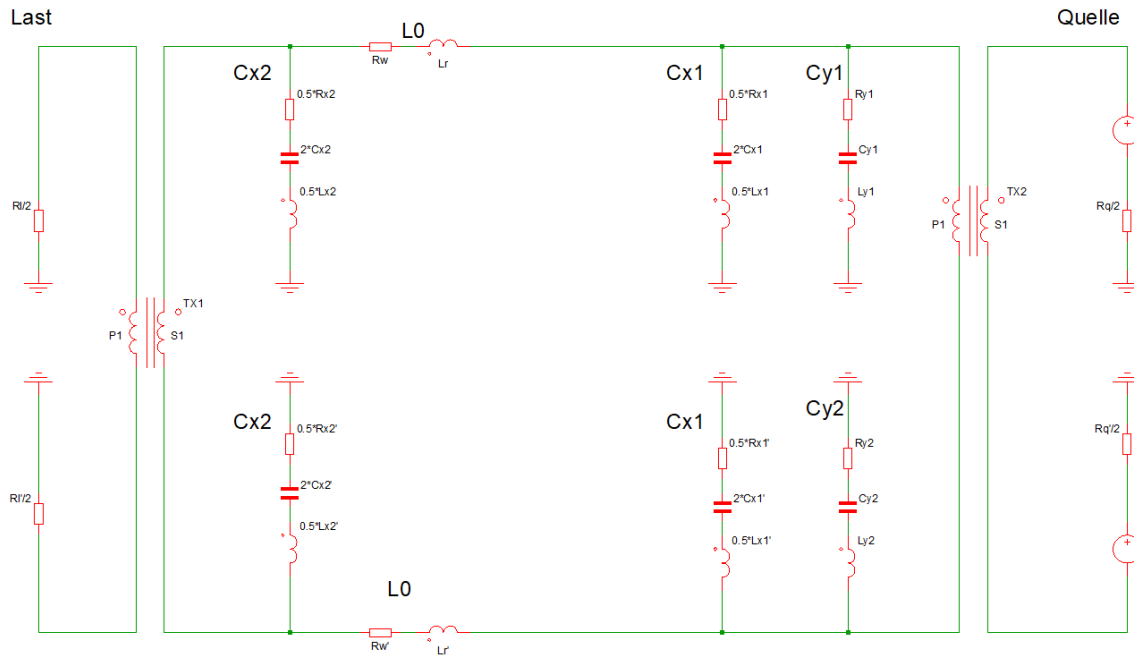 Last
Quelle
L0
Rw
Lr
Cx2
Cx1
Cy1
0.5*Rx2
0.5*Rx1
Ry1
+
2*Cx2
2*Cx1
Cy1
0.5*Lx2
0.5*Lx1
Ly1
TX2
Rl/2
P1
S1
Rq/2
TX1
P1
S1
Cx2
Cx1
Cy2
0.5*Rx2'
0.5*Rx1'
Ry2
Rq'/2
2*Cx2'
Rl'/2
2*Cx1'
Cy2
0.5*Lx2'
0.5*Lx1'
Ly2
+
L0
Rw'
Lr'